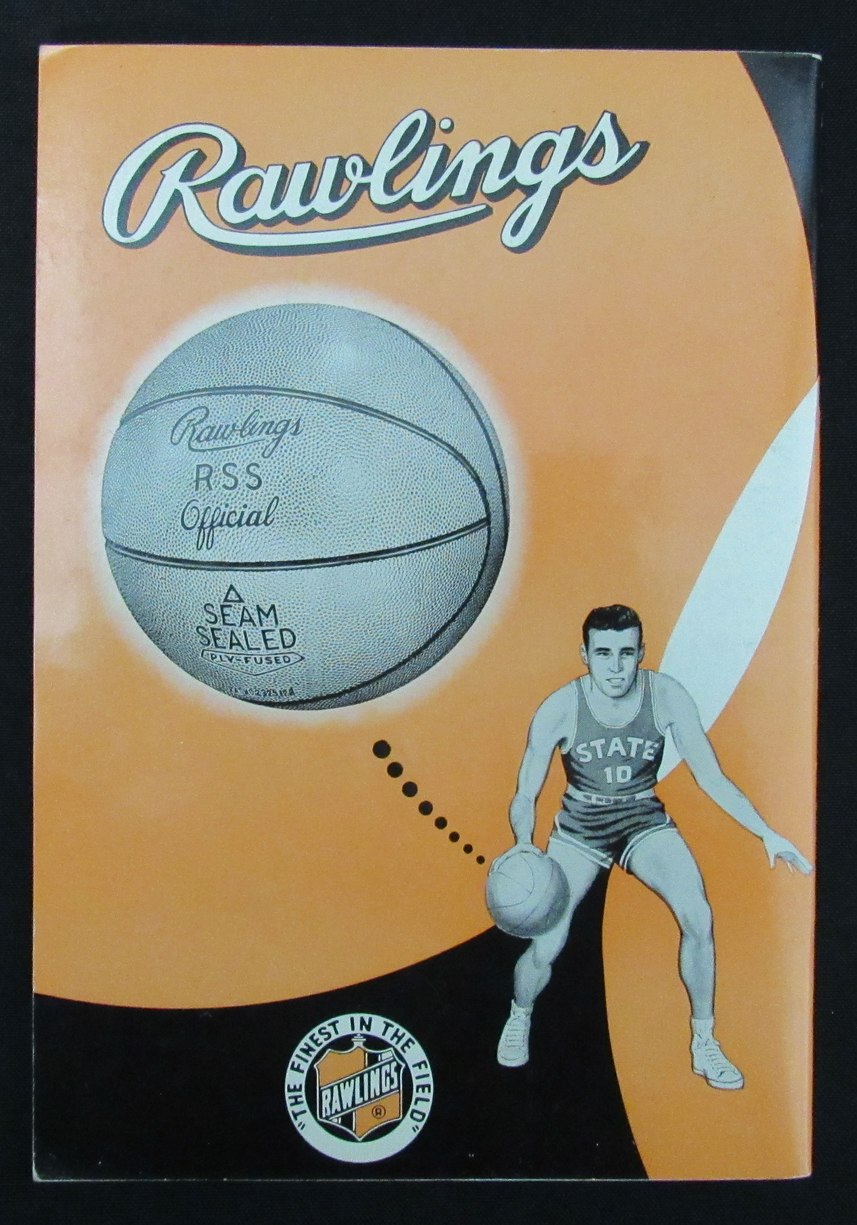 Rawlings
Rawlings
RSS
Official
SEAM
SEALED
PLY-FUSED
STATE
10
"THE FINEST IN THE FIELD"
RAWLINGS
®